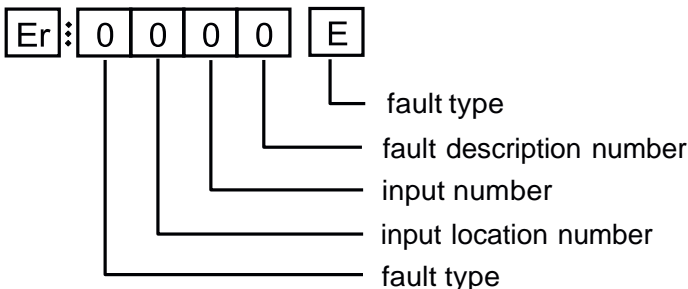 Er⋮ 0 0 0 0 E
fault type
fault description number
input number
input location number
fault type